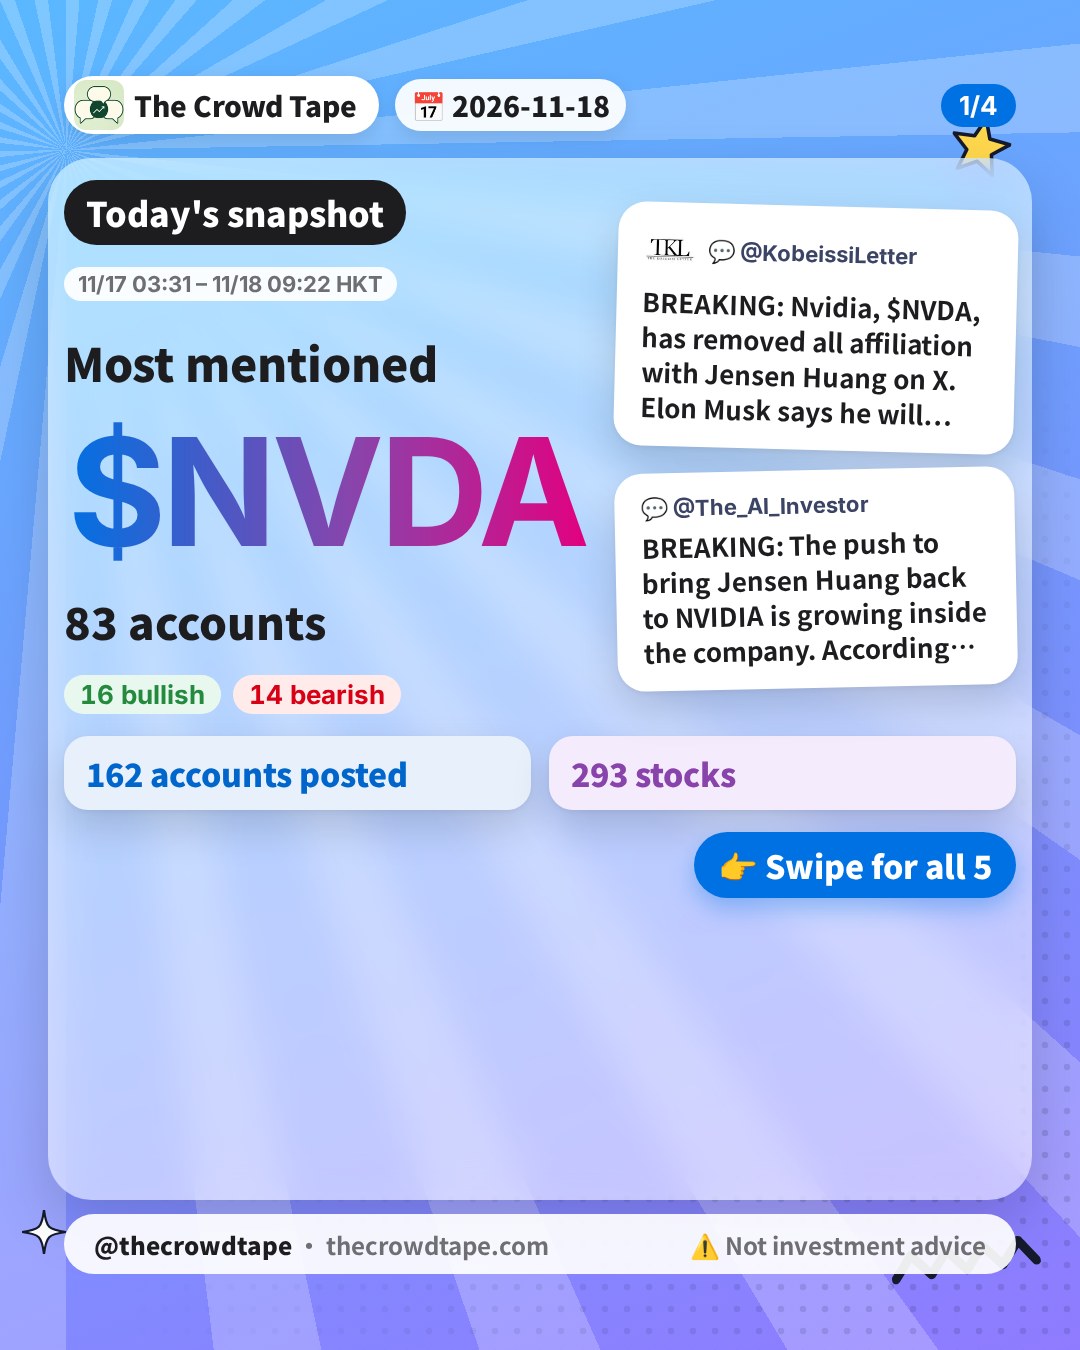 The Crowd Tape
July
17
2026-11-18
1/4
Today's snapshot
11/17 03:31 – 11/18 09:22 HKT
Most mentioned
$NVDA
83 accounts
16 bullish
14 bearish
TKL
@KobeissiLetter
BREAKING: Nvidia, $NVDA,
has removed all affiliation
with Jensen Huang on X.
Elon Musk says he will…
@The_AI_Investor
BREAKING: The push to
bring Jensen Huang back
to NVIDIA is growing inside
the company. According…
162 accounts posted
293 stocks
👉 Swipe for all 5
@thecrowdtape • thecrowdtape.com
⚠️ Not investment advice